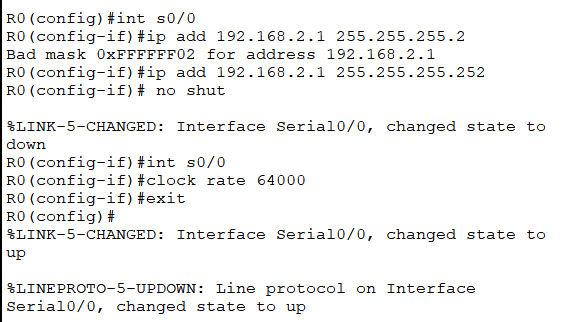 R0(config)#int s0/0
R0(config-if)#ip add 192.168.2.1 255.255.255.2
Bad mask 0xFFFFFF02 for address 192.168.2.1
R0(config-if)#ip add 192.168.2.1 255.255.255.252
R0(config-if)# no shut
%LINK-5-CHANGED: Interface Serial0/0, changed state to
down
R0(config-if)#int s0/0
R0(config-if)#clock rate 64000
R0(config-if)#exit
R0(config)#
%LINK-5-CHANGED: Interface Serial0/0, changed state to
up
%LINEPROTO-5-UPDOWN: Line protocol on Interface
Serial0/0, changed state to up